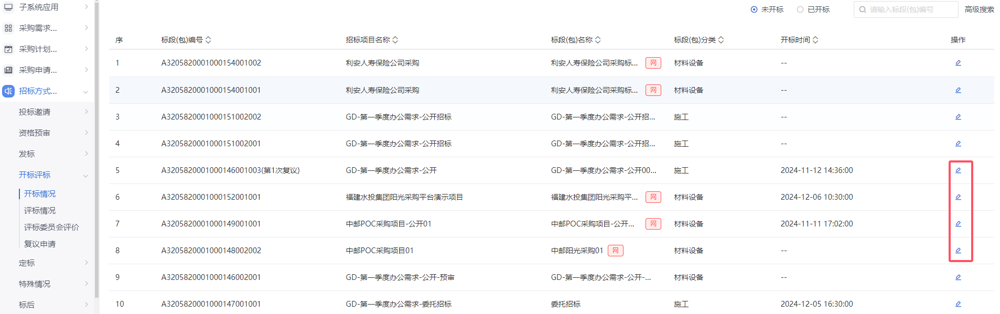 子系统应用
采购需求...
采购计划...
采购申请...
招标方式...
投标邀请
资格预审
发标
开标评标
开标情况
评标情况
评标委员会评价
复议申请
定标
特殊情况
标后
未开标 已开标 请输入标段(包)编号 高级搜索
序 标段(包)编号 招标项目名称 标段(包)名称 标段(包)分类 开标时间 操作
1 A3205820001000154001002 利安人寿保险公司采购 利安人寿保险公司采购标... 网 材料设备 --
2 A3205820001000154001001 利安人寿保险公司采购 利安人寿保险公司采购标... 网 材料设备 --
3 A3205820001000151002002 GD-第一季度办公需求-公开招标 GD-第一季度办公需求-公开招... 施工 --
4 A3205820001000151002001 GD-第一季度办公需求-公开招标 GD-第一季度办公需求-公开招... 施工 --
5 A3205820001000146001003(第1次复议) GD-第一季度办公需求-公开 GD-第一季度办公需求-公开00... 施工 2024-11-12 14:36:00
6 A3205820001000152001001 福建水投集团阳光采购平台演示项目 福建水投集团阳光采购平... 网 材料设备 2024-12-06 10:30:00
7 A3205820001000149001001 中邮POC采购项目-公开01 中邮POC采购项目-公开... 网 材料设备 2024-11-11 17:02:00
8 A3205820001000148002002 中邮POC采购项目01 中邮阳光采购01 网 材料设备 --
9 A3205820001000146002001 GD-第一季度办公需求-公开-预审 GD-第一季度办公需求-公开-... 材料设备 --
10 A3205820001000147001001 GD-第一季度办公需求-委托招标 委托招标 施工 2024-12-05 16:30:00